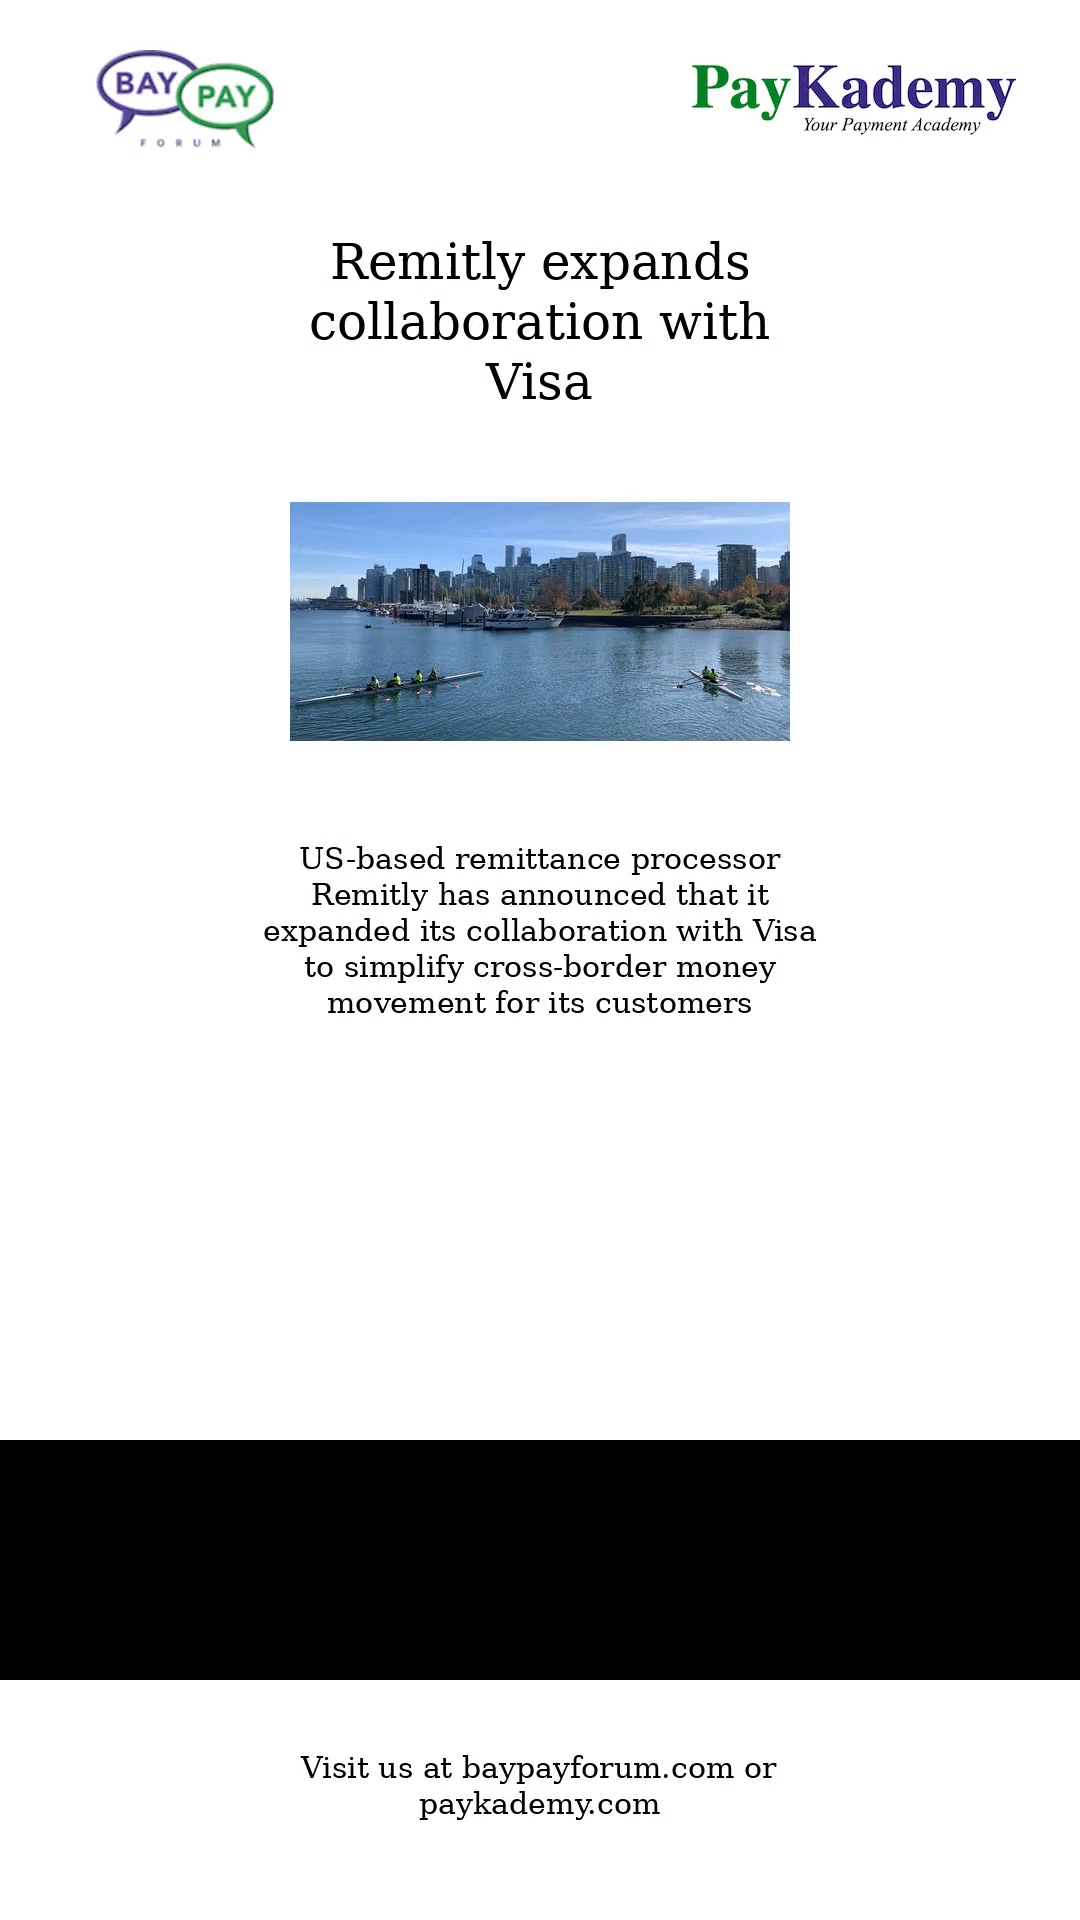 BAY PAY
FORUM
PayKademy
Your Payment Academy
Remitly expands
collaboration with
Visa
US-based remittance processor
Remitly has announced that it
expanded its collaboration with Visa
to simplify cross-border money
movement for its customers
Visit us at baypayforum.com or
paykademy.com